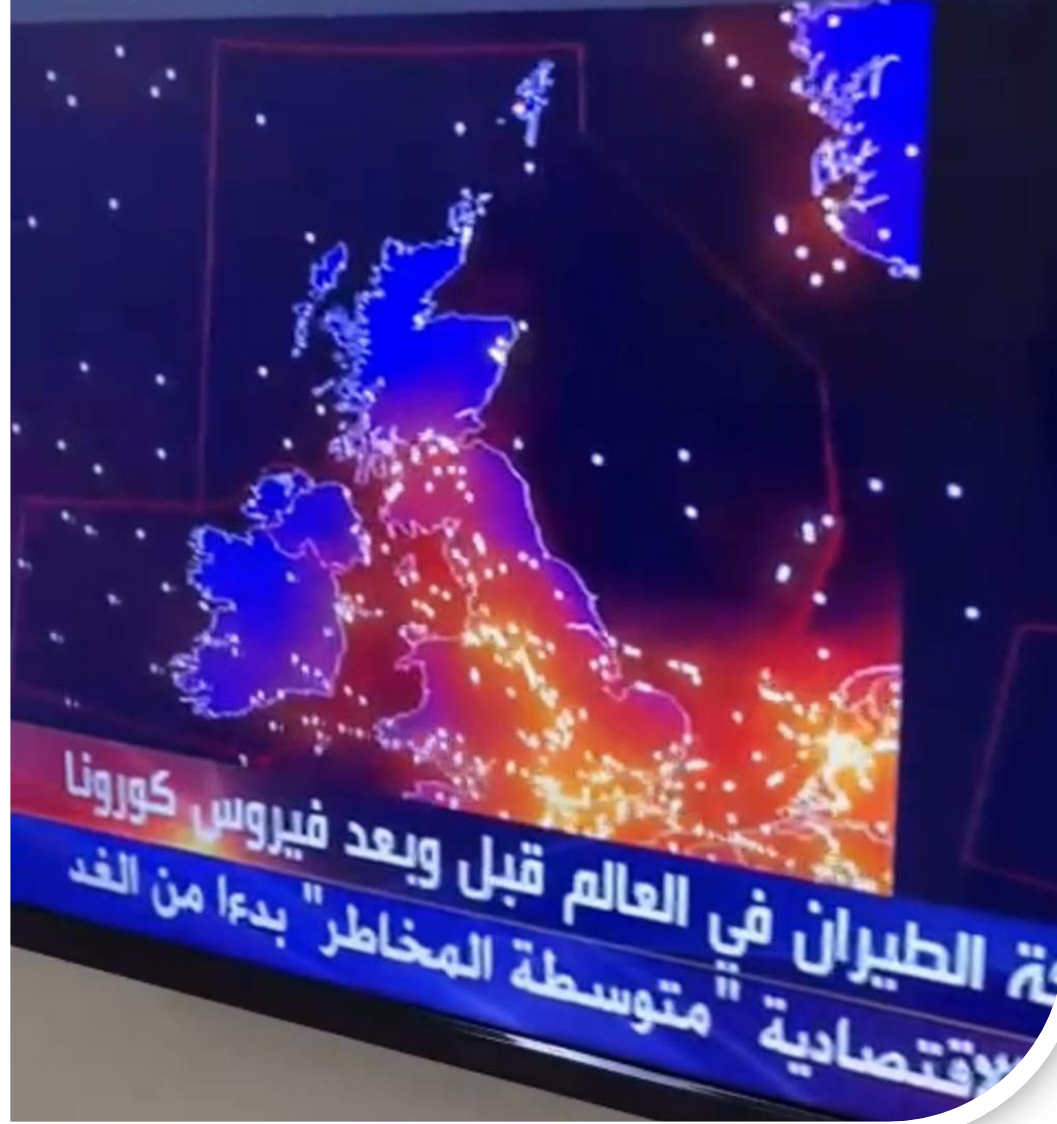 الطيران في العالم قبل وبعد فيروس كورونا
"متوسطة المخاطر" بدءا من الغد